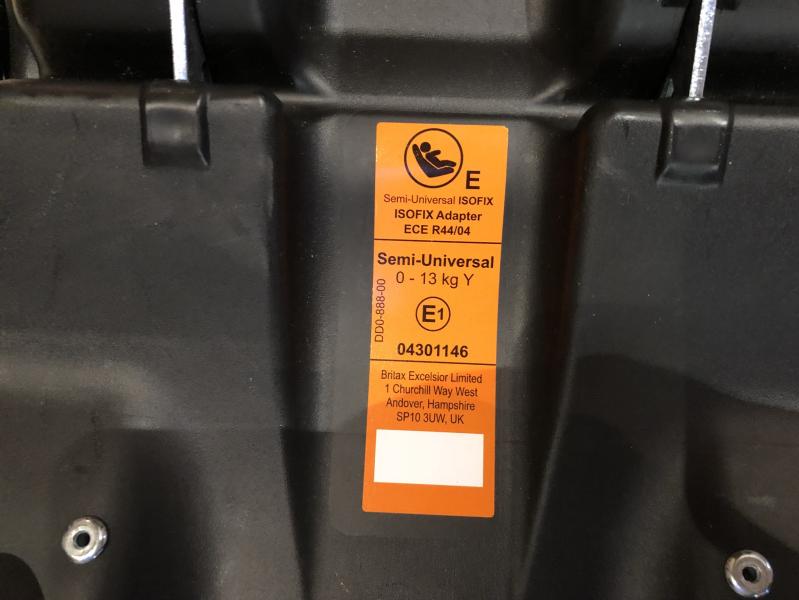 E
Semi-Universal ISOFIX
ISOFIX Adapter
ECE R44/04
Semi-Universal
0 - 13 kg Y
DD0-888-00
E1
04301146
Britax Excelsior Limited
1 Churchill Way West
Andover, Hampshire
SP10 3UW, UK